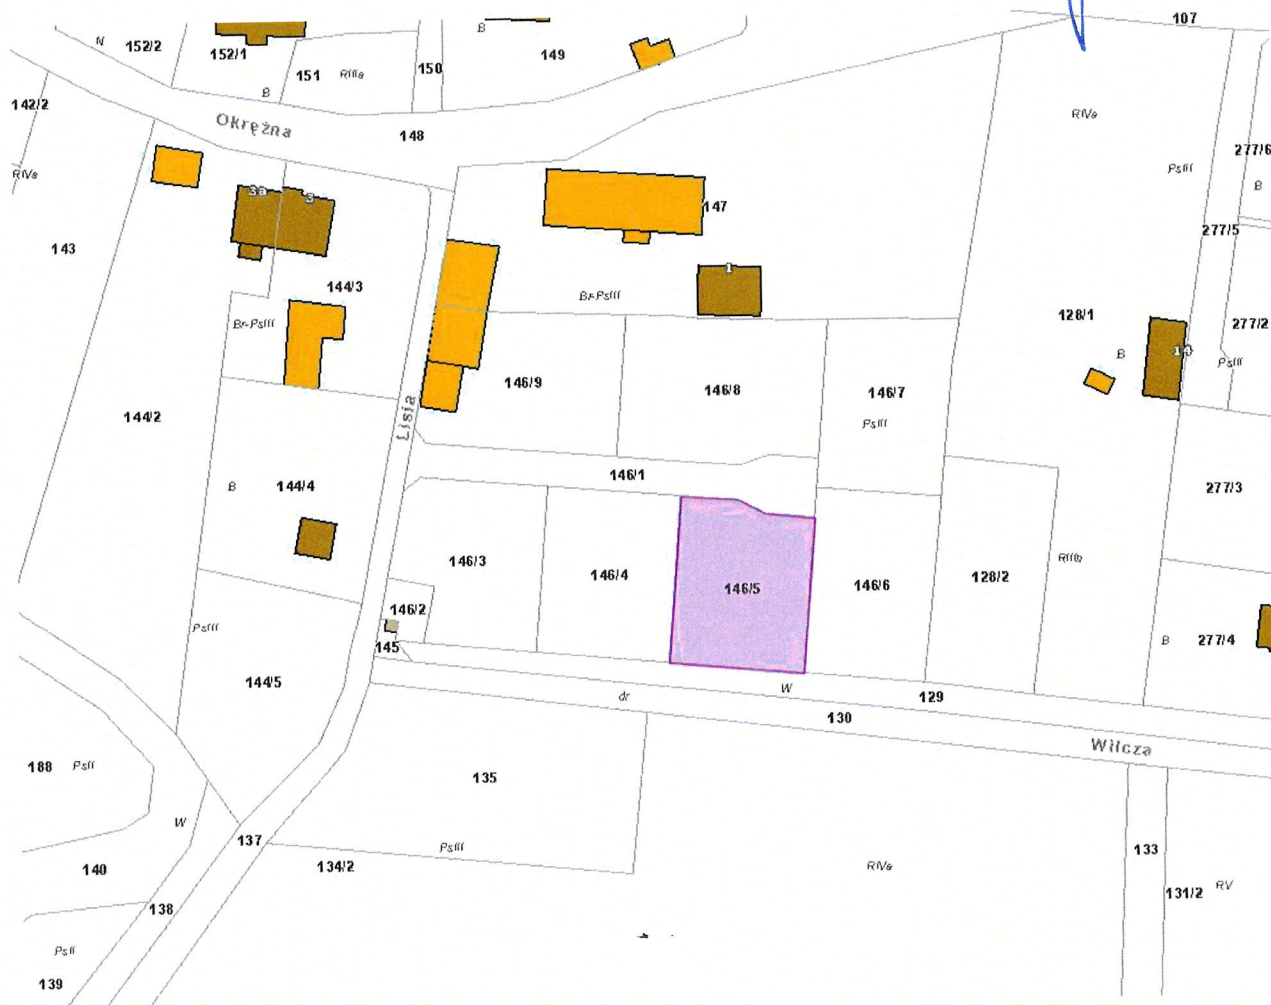 107
N
152/2
152/1
B
151
RIIIa
150
B
149
142/2
Okrężna
148
RIVa
277/6
PsIII
B
RIVa
3a
3
147
277/5
143
144/3
Br-PsIII
1
Br-PsIII
128/1
277/2
B
14
PsIII
144/2
Lisia
146/9
146/8
146/7
PsIII
146/1
B
144/4
277/3
146/3
146/4
146/5
146/6
128/2
RIIIb
146/2
PsIII
145
B
277/4
144/5
dr
W
129
130
Wilcza
188
PsII
135
W
137
PsIII
134/2
RIVa
133
140
131/2
RV
138
PsII
139